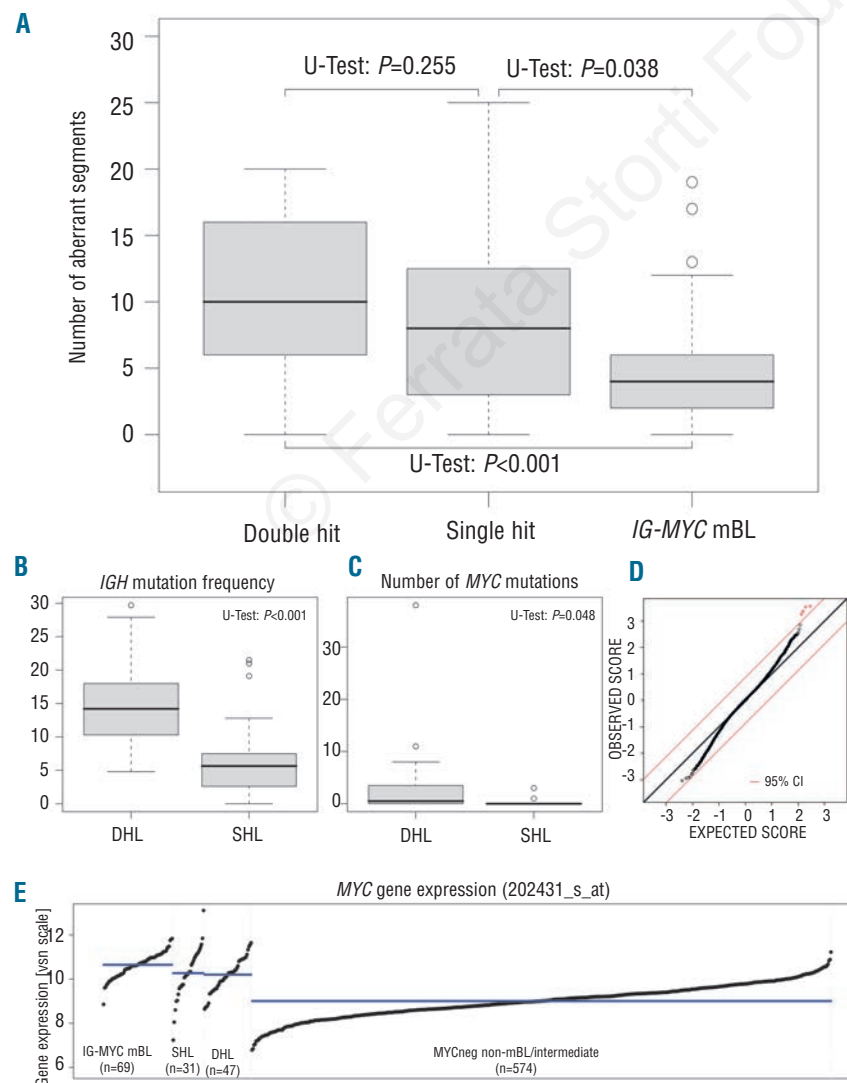 A
© Ferrata Storti Fou
30
25
20
15
10
5
0
Number of aberrant segments
U-Test: P=0.255
U-Test: P=0.038
U-Test: P<0.001
Double hit
Single hit
IG-MYC mBL
B
IGH mutation frequency
U-Test: P<0.001
30
25
20
15
10
5
0
DHL
SHL
C
Number of MYC mutations
U-Test: P=0.048
30
20
10
0
DHL
SHL
D
OBSERVED SCORE
3
2
1
0
-1
-2
-3
95% CI
-3 -2 -1 0 1 2 3
EXPECTED SCORE
E
MYC gene expression (202431_s_at)
Gene expression [vsn scale]
12
10
8
6
IG-MYC mBL
(n=69)
SHL
(n=31)
DHL
(n=47)
MYCneg non-mBL/intermediate
(n=574)